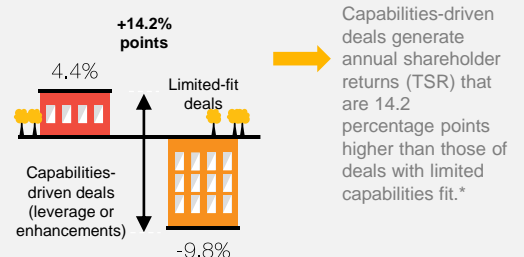 +14.2%
points
4.4%
Limited-fit
deals
Capabilities-
driven deals
(leverage or
enhancements)
-9.8%
Capabilities-driven
deals generate
annual shareholder
returns (TSR) that
are 14.2
percentage points
higher than those of
deals with limited
capabilities fit.*